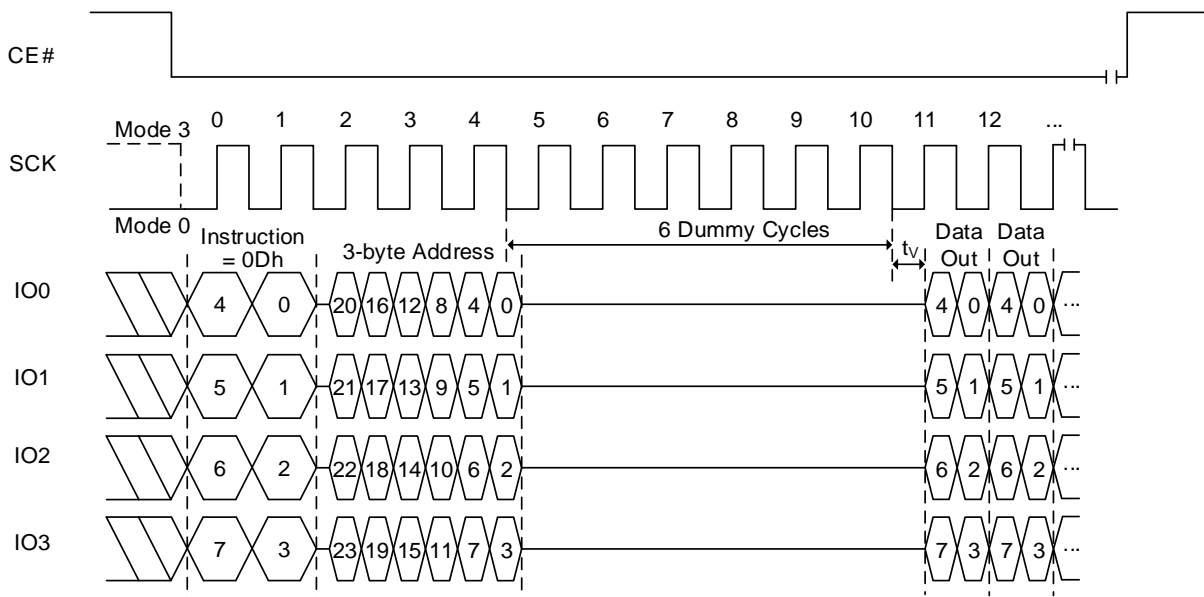 CE#
0 1 2 3 4 5 6 7 8 9 10 11 12 ...
Mode 3
SCK
Mode 0
Instruction
= 0Dh
3-byte Address
6 Dummy Cycles
tV
Data
Out
Data
Out
IO0 4 0 20 16 12 8 4 0 4 0 4 0 ...
IO1 5 1 21 17 13 9 5 1 5 1 5 1 ...
IO2 6 2 22 18 14 10 6 2 6 2 6 2 ...
IO3 7 3 23 19 15 11 7 3 7 3 7 3 ...